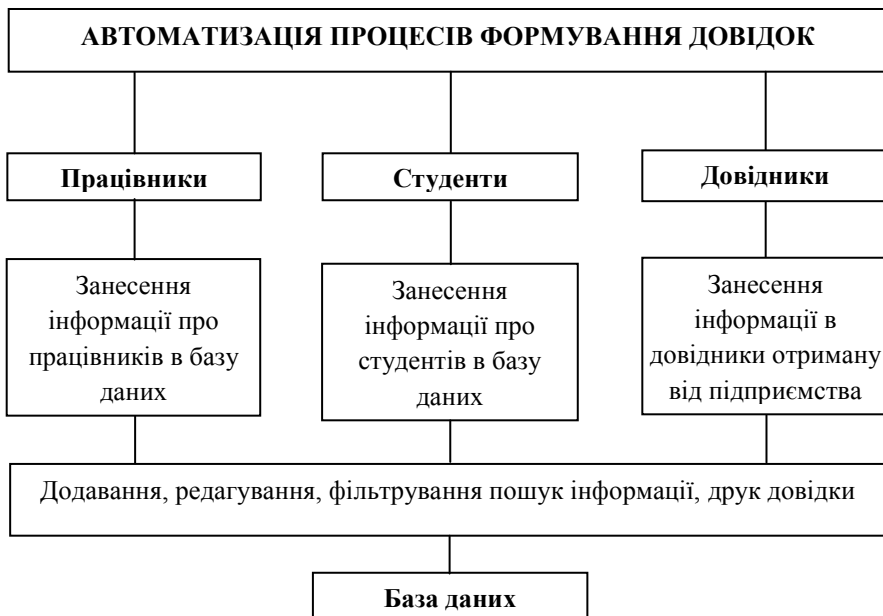 АВТОМАТИЗАЦІЯ ПРОЦЕСІВ ФОРМУВАННЯ ДОВІДОК
Працівники
Студенти
Довідники
Занесення
інформації про
працівників в базу
даних
Занесення
інформації про
студентів в базу
даних
Занесення
інформації в
довідники отриману
від підприємства
Додавання, редагування, фільтрування пошук інформації, друк довідки
База даних